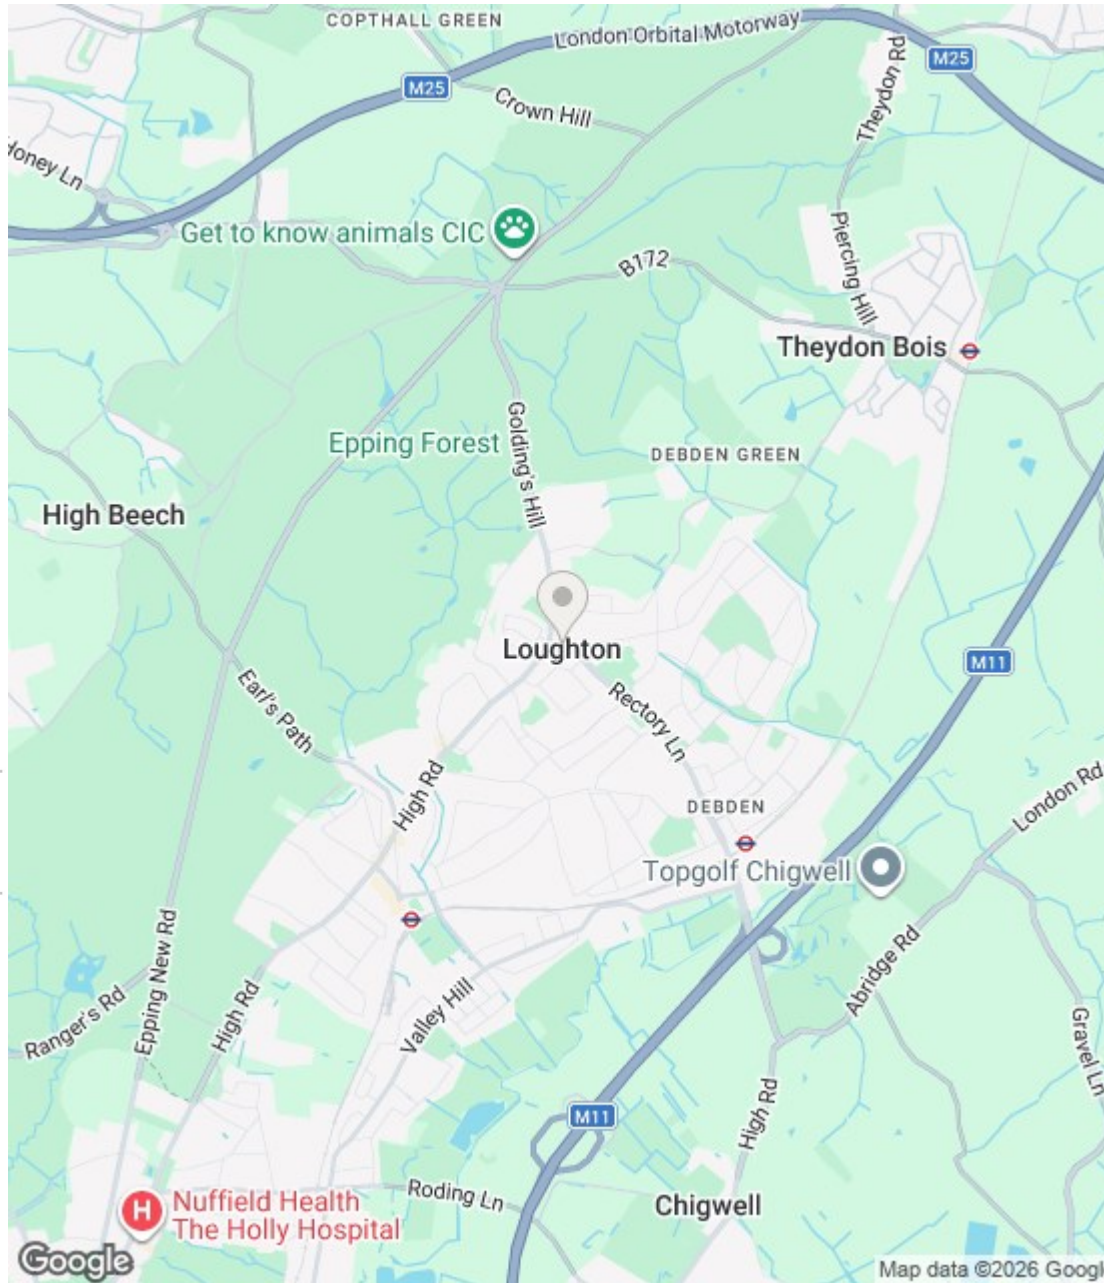 COPTHALL GREEN
London Orbital Motorway
M25
M25
Theydon Rd
Crown Hill
Honey Ln
Get to know animals CIC
B172
Piercing Hill
Theydon Bois
Golding's Hill
Epping Forest
DEBDEN GREEN
High Beech
Loughton
M11
Earl's Path
Rectory Ln
High Rd
London Rd
DEBDEN
Topgolf Chigwell
Epping New Rd
Abridge Rd
Ranger's Rd
High Rd
Valley Hill
Gravel Ln
M11
High Rd
Roding Ln
Chigwell
H
Nuffield Health
The Holly Hospital
Google
Map data ©2026 Google